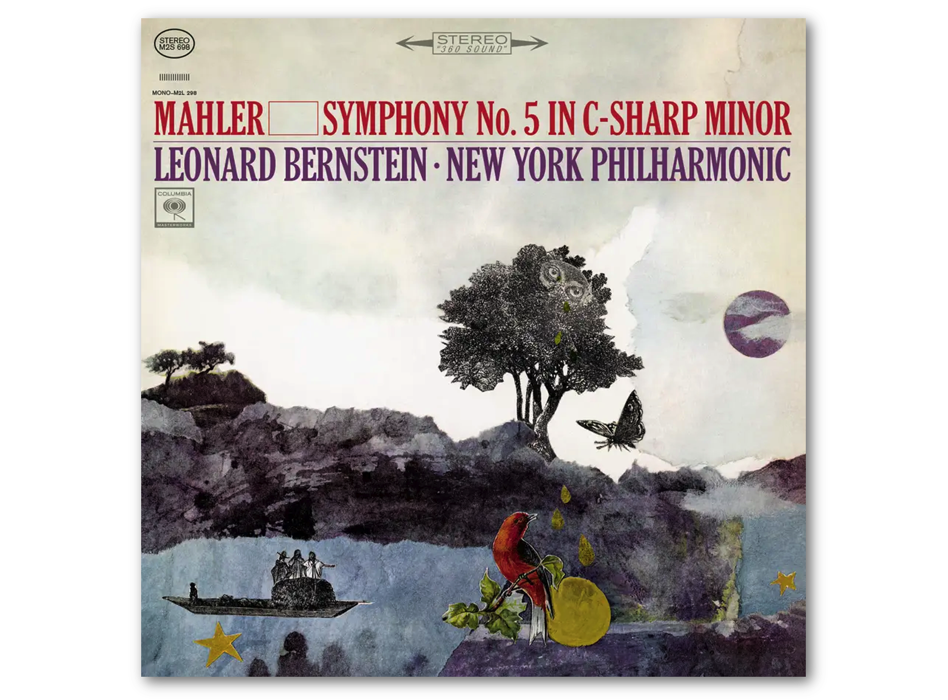 STEREO
"360 SOUND"
STEREO
M2S 698
MONO-M2L 298
MAHLER SYMPHONY No. 5 IN C-SHARP MINOR
LEONARD BERNSTEIN · NEW YORK PHILHARMONIC
COLUMBIA
MASTERWORKS